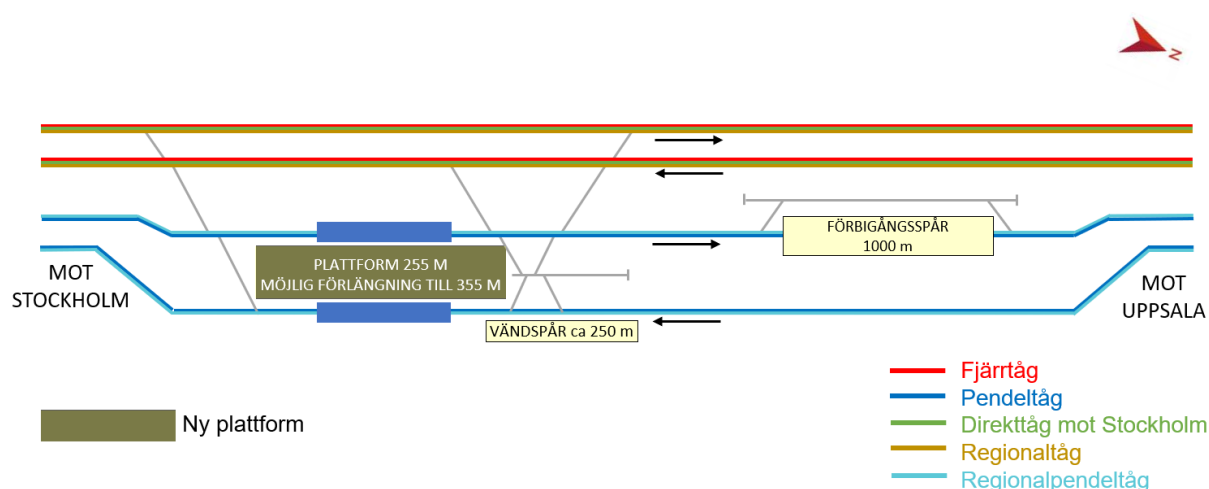 N
FÖRBIGÅNGSSPÅR
1000 m
PLATTFORM 255 M
MÖJLIG FÖRLÄNGNING TILL 355 M
MOT
STOCKHOLM
MOT
UPPSALA
VÄNDSPÅR ca 250 m
Ny plattform
Fjärrtåg
Pendeltåg
Direkttåg mot Stockholm
Regionaltåg
Regionalpendeltåg